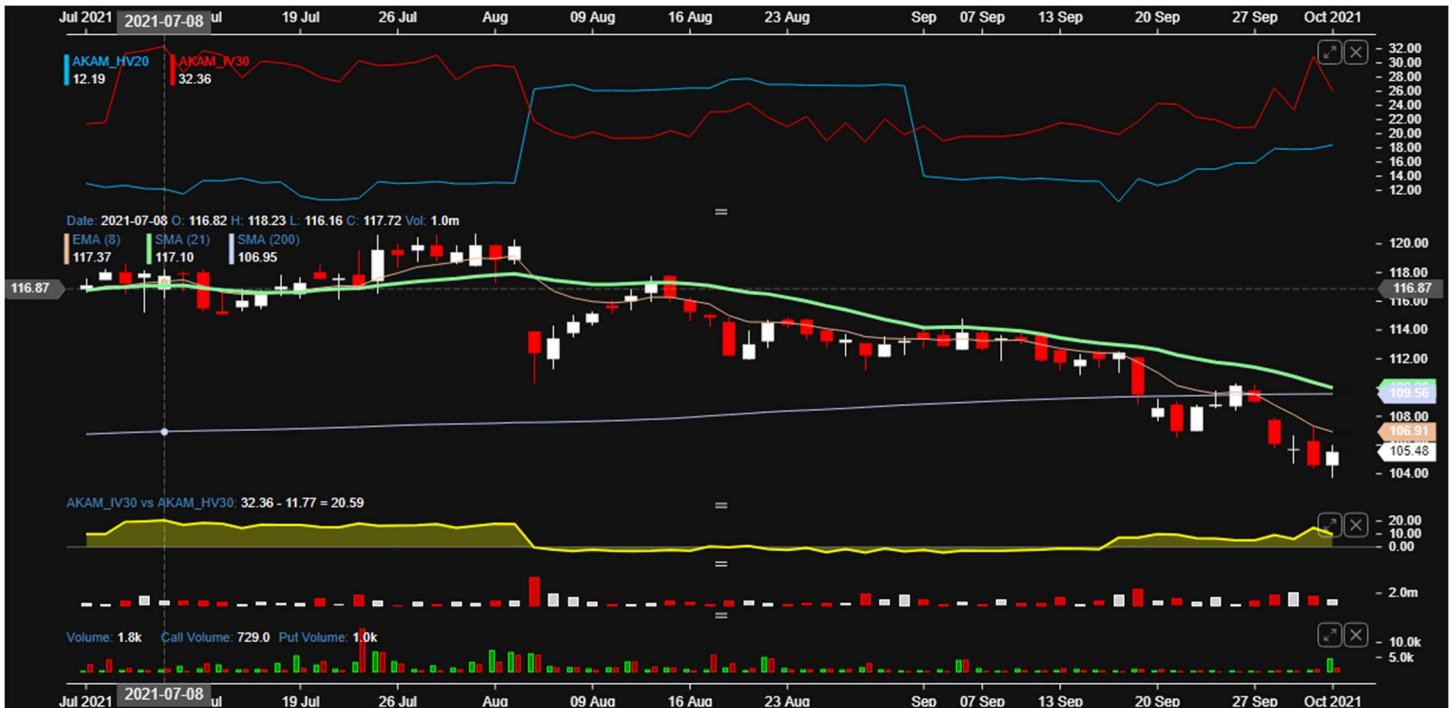 Jul 2021 2021-07-08 ul 19 Jul 26 Jul Aug 09 Aug 16 Aug 23 Aug Sep 07 Sep 13 Sep 20 Sep 27 Sep Oct 2021
AKAM_HV20 AKAM_IV30
12.19 32.36
32.00
30.00
28.00
26.00
24.00
22.00
20.00
18.00
16.00
14.00
12.00
Date: 2021-07-08 O: 116.82 H: 118.23 L: 116.16 C: 117.72 Vol: 1.0m
EMA (8) SMA (21) SMA (200)
117.37 117.10 106.95
120.00
118.00
116.87 116.87
116.00
114.00
112.00
109.56
108.00
106.91
105.48
104.00
AKAM_IV30 vs AKAM_HV30: 32.36 - 11.77 = 20.59
20.00
10.00
0.00
2.0m
Volume: 1.8k Call Volume: 729.0 Put Volume: 1.0k
10.0k
5.0k
Jul 2021 2021-07-08 ul 19 Jul 26 Jul Aug 09 Aug 16 Aug 23 Aug Sep 07 Sep 13 Sep 20 Sep 27 Sep Oct 2021